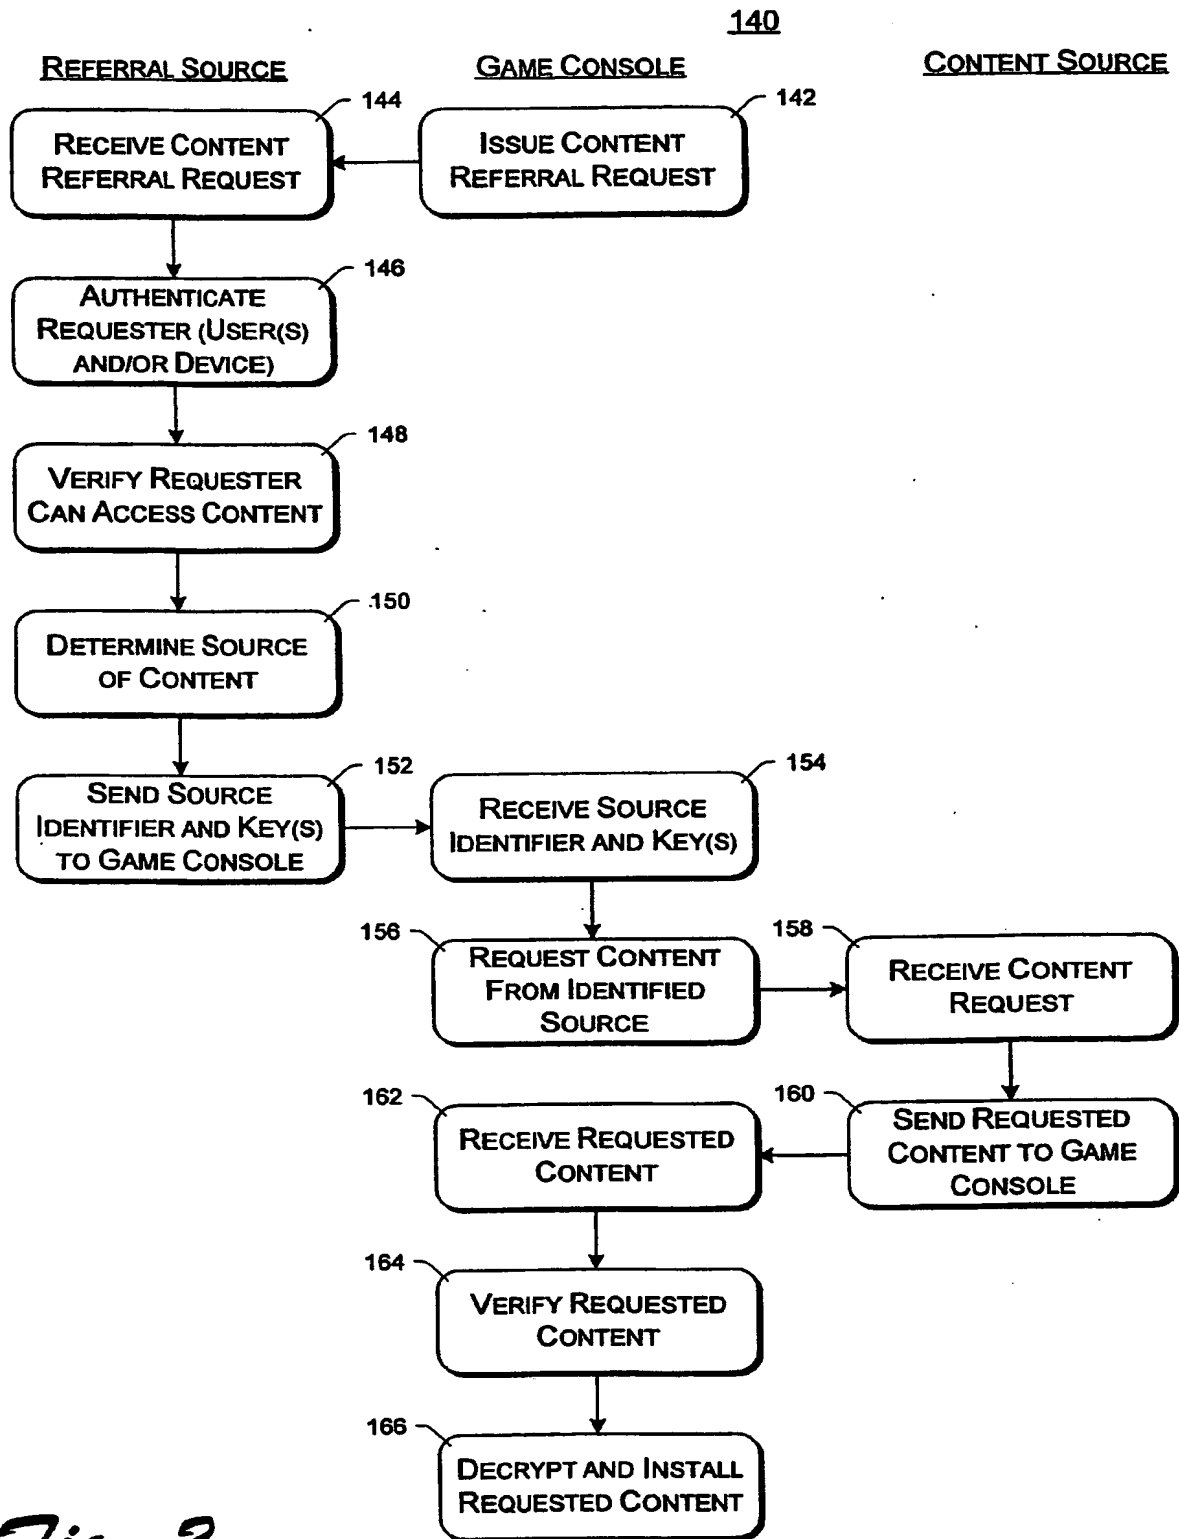 140
REFERRAL SOURCE
GAME CONSOLE
CONTENT SOURCE
144
RECEIVE CONTENT
REFERRAL REQUEST
142
ISSUE CONTENT
REFERRAL REQUEST
146
AUTHENTICATE
REQUESTER (USER(S)
AND/OR DEVICE)
148
VERIFY REQUESTER
CAN ACCESS CONTENT
150
DETERMINE SOURCE
OF CONTENT
152
SEND SOURCE
IDENTIFIER AND KEY(S)
TO GAME CONSOLE
154
RECEIVE SOURCE
IDENTIFIER AND KEY(S)
156
REQUEST CONTENT
FROM IDENTIFIED
SOURCE
158
RECEIVE CONTENT
REQUEST
160
SEND REQUESTED
CONTENT TO GAME
CONSOLE
162
RECEIVE REQUESTED
CONTENT
164
VERIFY REQUESTED
CONTENT
166
DECRYPT AND INSTALL
REQUESTED CONTENT